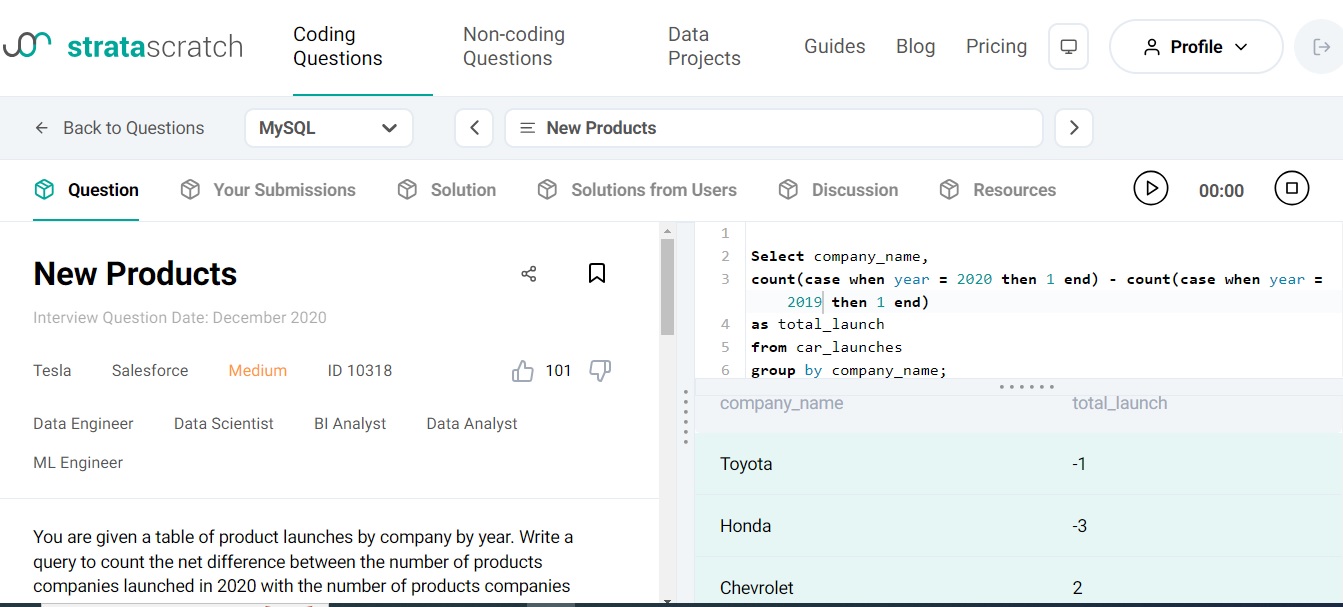 stratascratch
Coding
Questions
Non-coding
Questions
Data
Projects
Guides
Blog
Pricing
Profile
← Back to Questions
MySQL
New Products
Question
Your Submissions
Solution
Solutions from Users
Discussion
Resources
00:00
New Products
Interview Question Date: December 2020
Tesla
Salesforce
Medium
ID 10318
101
Data Engineer
Data Scientist
BI Analyst
Data Analyst
ML Engineer
You are given a table of product launches by company by year. Write a
query to count the net difference between the number of products
companies launched in 2020 with the number of products companies
1
2 Select company_name,
3 count(case when year = 2020 then 1 end) - count(case when year =
2019 then 1 end)
4 as total_launch
5 from car_launches
6 group by company_name;
company_name total_launch
Toyota -1
Honda -3
Chevrolet 2